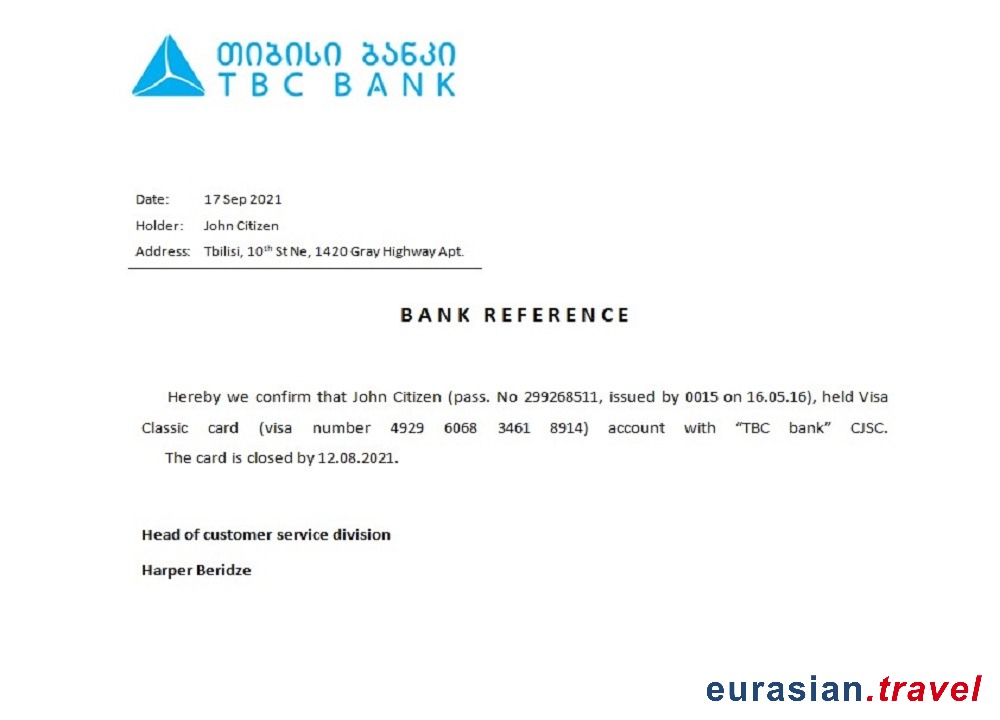 თიბისი ბანკი
TBC BANK
Date: 17 Sep 2021
Holder: John Citizen
Address: Tbilisi, 10th St Ne, 1420 Gray Highway Apt.
BANK REFERENCE
Hereby we confirm that John Citizen (pass. No 299268511, issued by 0015 on 16.05.16), held Visa
Classic card (visa number 4929 6068 3461 8914) account with “TBC bank” CJSC.
The card is closed by 12.08.2021.
Head of customer service division
Harper Beridze
eurasian.travel